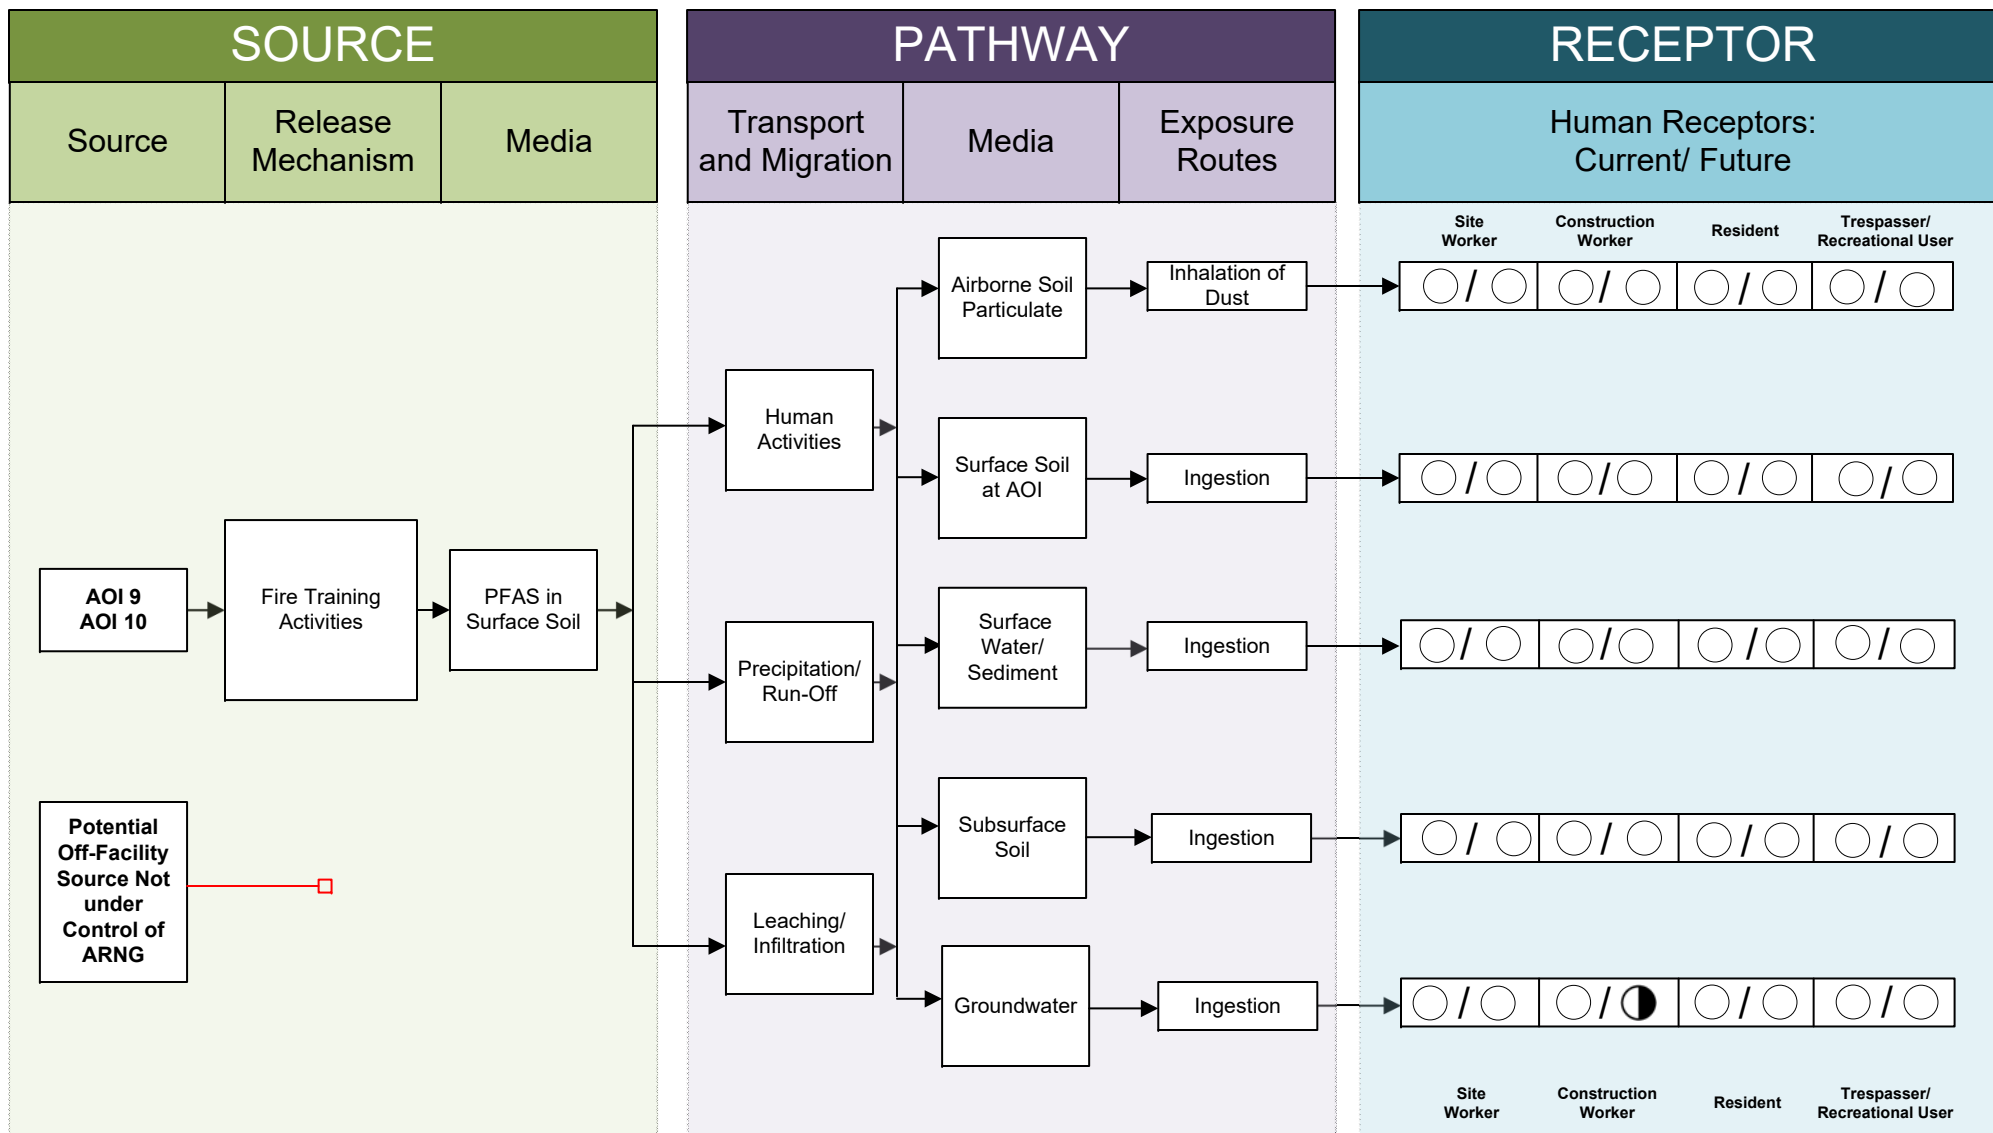 SOURCE
PATHWAY
RECEPTOR
Source
Release
Mechanism
Media
Transport
and Migration
Media
Exposure
Routes
Human Receptors:
Current/ Future
Site
Worker
Construction
Worker
Resident
Trespasser/
Recreational User
Airborne Soil
Particulate
Inhalation of
Dust
/ / / /
Human
Activities
Surface Soil
at AOI
Ingestion
/ / / /
AOI 9
AOI 10
Fire Training
Activities
PFAS in
Surface Soil
Precipitation/
Run-Off
Surface
Water/
Sediment
Ingestion
/ / / /
Potential
Off-Facility
Source Not
under
Control of
ARNG
Leaching/
Infiltration
Subsurface
Soil
Ingestion
/ / / /
Groundwater
Ingestion
/ / / /
Site
Worker
Construction
Worker
Resident
Trespasser/
Recreational User